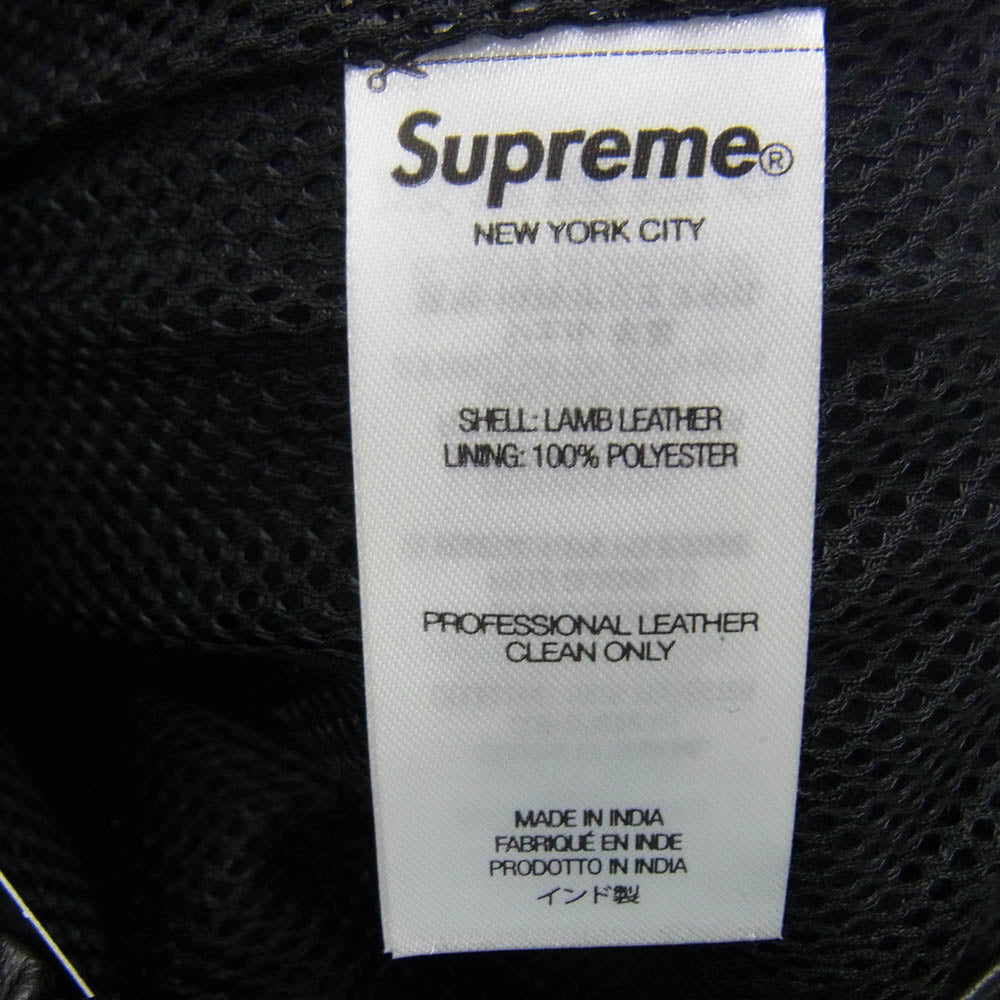 Supreme®
NEW YORK CITY
SHELL: LAMB LEATHER
LINING: 100% POLYESTER
PROFESSIONAL LEATHER
CLEAN ONLY
MADE IN INDIA
FABRIQUÉ EN INDE
PRODOTTO IN INDIA
インド製